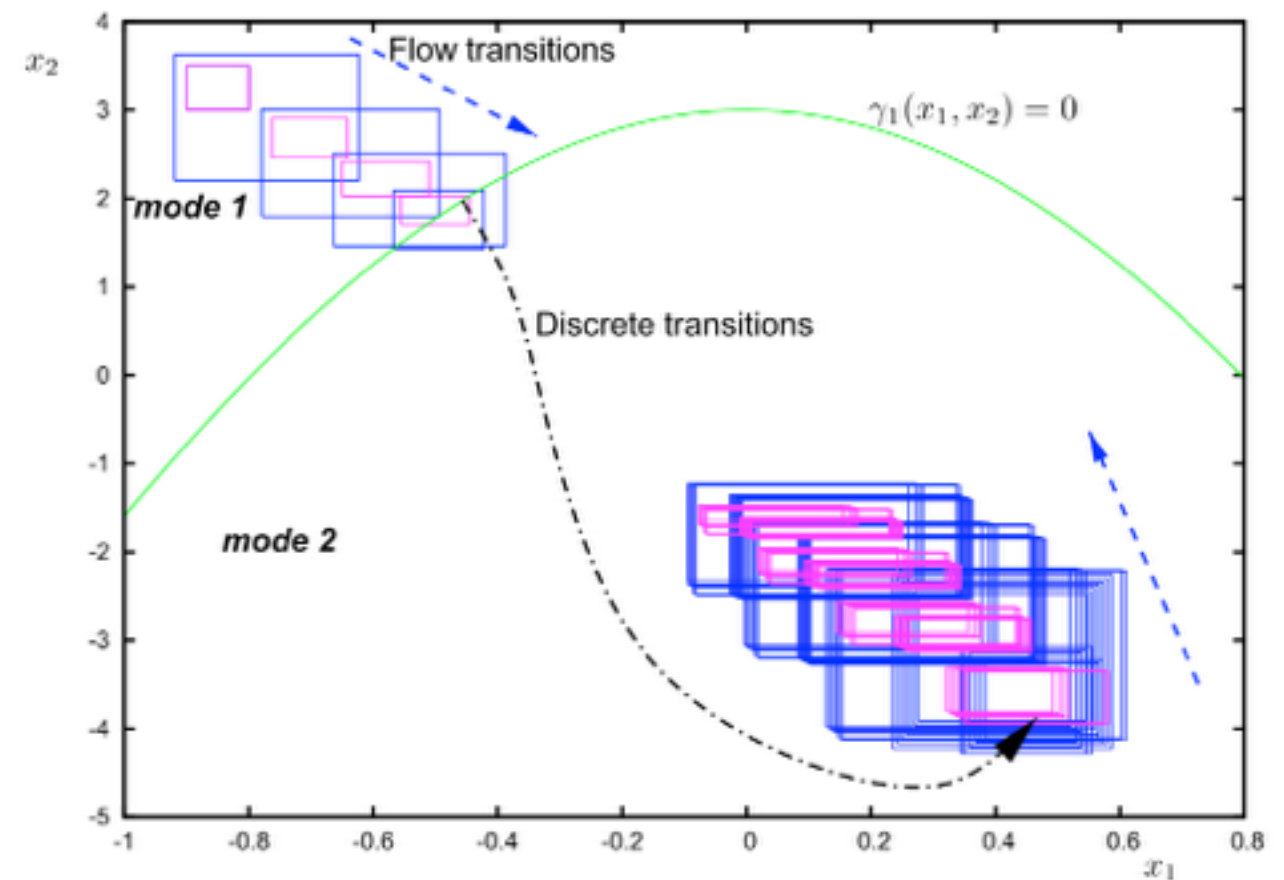 4
x₂
Flow transitions
3
γ₁(x₁, x₂) = 0
2
mode 1
1
Discrete transitions
0
-1
mode 2
-2
-3
-4
-5
-1 -0.8 -0.6 -0.4 -0.2 0 0.2 0.4 0.6 0.8
x₁